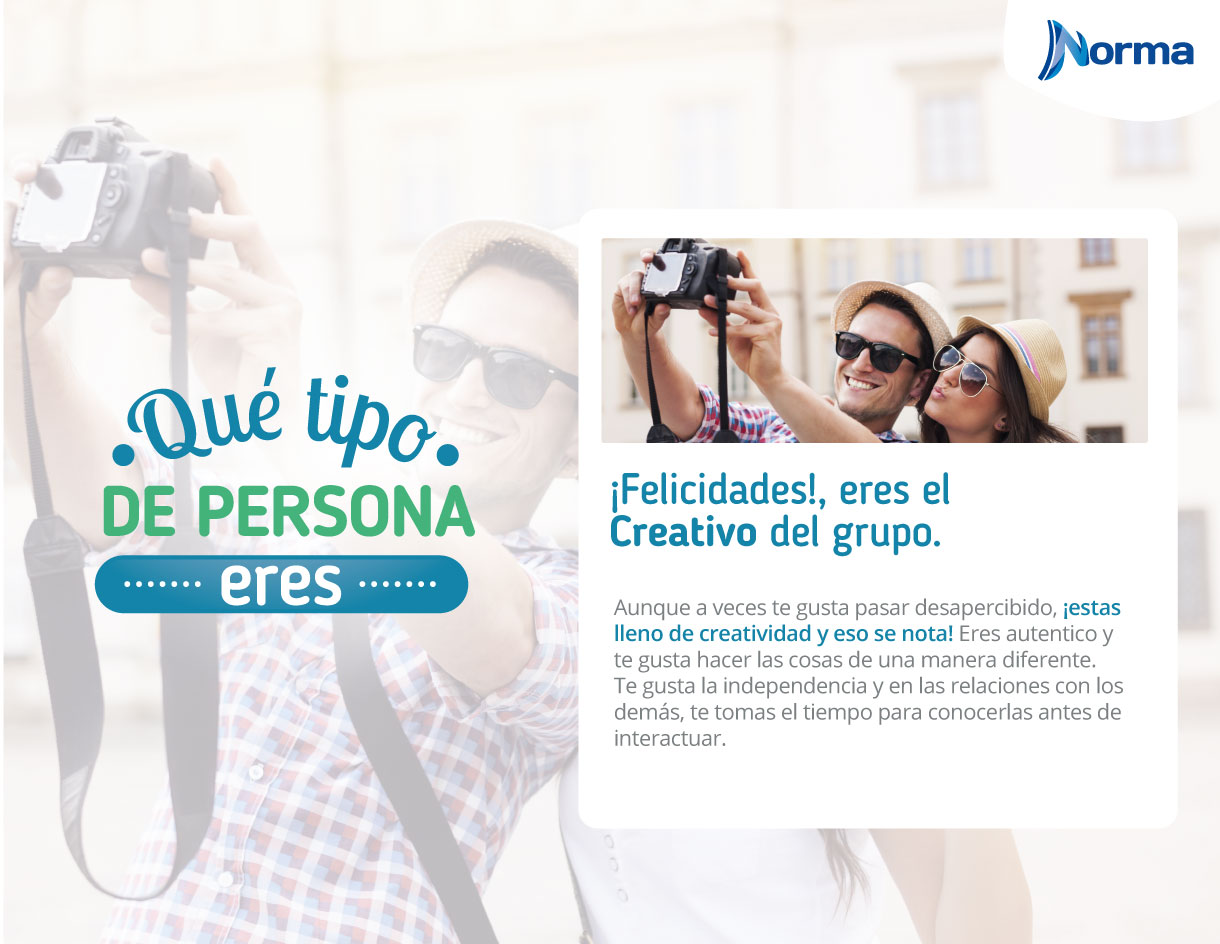 Norma
Qué tipo
DE PERSONA
eres
¡Felicidades!, eres el
Creativo del grupo.
Aunque a veces te gusta pasar desapercibido, ¡estas
lleno de creatividad y eso se nota! Eres autentico y
te gusta hacer las cosas de una manera diferente.
Te gusta la independencia y en las relaciones con los
demás, te tomas el tiempo para conocerlas antes de
interactuar.